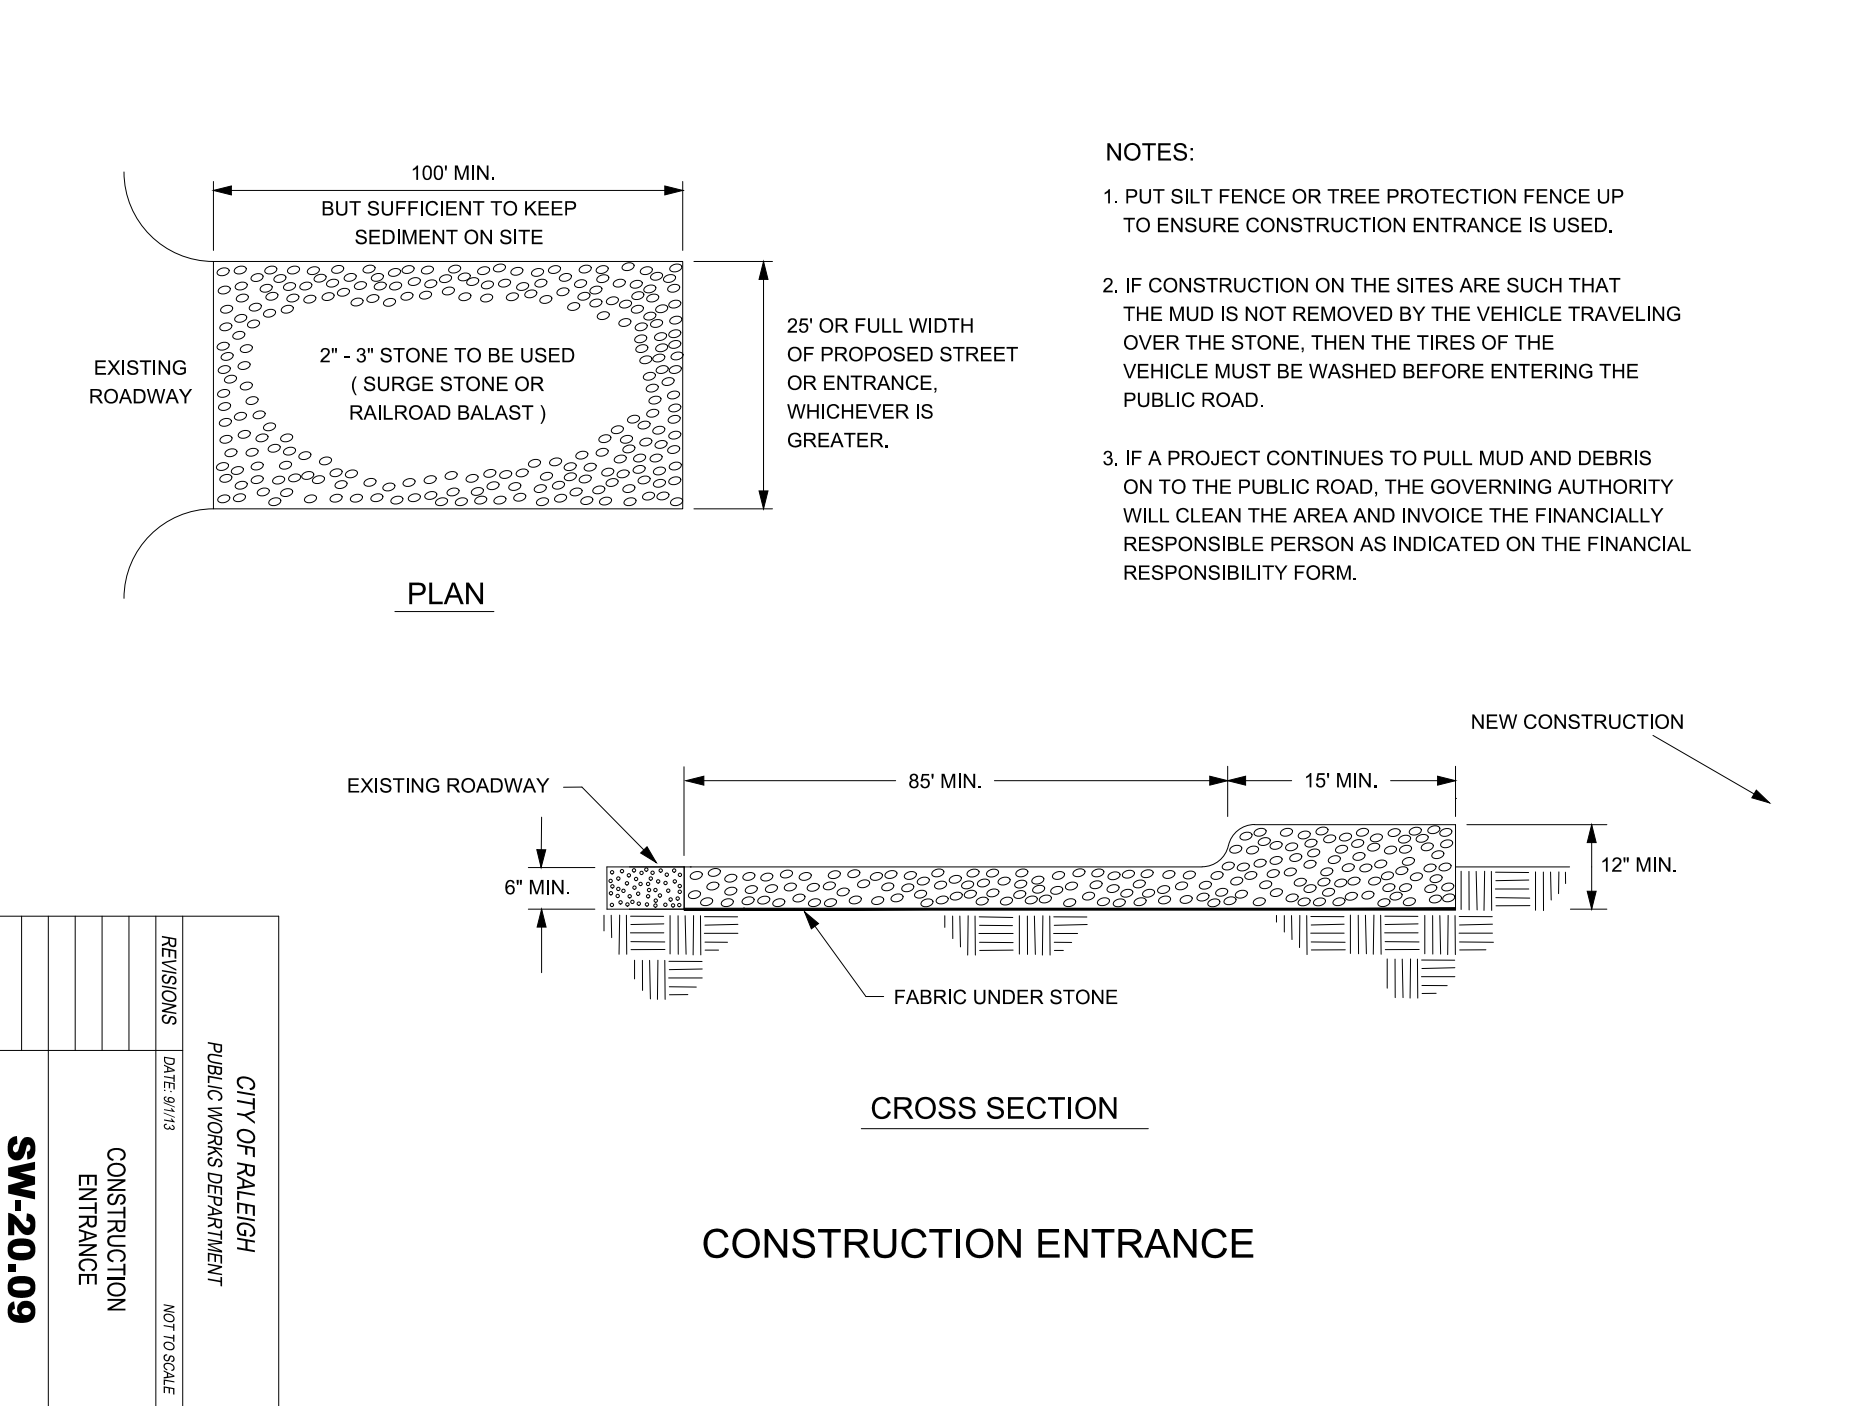 100' MIN.
BUT SUFFICIENT TO KEEP
SEDIMENT ON SITE
EXISTING
ROADWAY
2" - 3" STONE TO BE USED
( SURGE STONE OR
RAILROAD BALAST )
25' OR FULL WIDTH
OF PROPOSED STREET
OR ENTRANCE,
WHICHEVER IS
GREATER.
PLAN
NOTES:
1. PUT SILT FENCE OR TREE PROTECTION FENCE UP
TO ENSURE CONSTRUCTION ENTRANCE IS USED.
2. IF CONSTRUCTION ON THE SITES ARE SUCH THAT
THE MUD IS NOT REMOVED BY THE VEHICLE TRAVELING
OVER THE STONE, THEN THE TIRES OF THE
VEHICLE MUST BE WASHED BEFORE ENTERING THE
PUBLIC ROAD.
3. IF A PROJECT CONTINUES TO PULL MUD AND DEBRIS
ON TO THE PUBLIC ROAD, THE GOVERNING AUTHORITY
WILL CLEAN THE AREA AND INVOICE THE FINANCIALLY
RESPONSIBLE PERSON AS INDICATED ON THE FINANCIAL
RESPONSIBILITY FORM.
NEW CONSTRUCTION
EXISTING ROADWAY
85' MIN.
15' MIN.
6" MIN.
12" MIN.
FABRIC UNDER STONE
CROSS SECTION
CONSTRUCTION ENTRANCE
CITY OF RALEIGH
PUBLIC WORKS DEPARTMENT
REVISIONS
DATE: 9/1/13
NOT TO SCALE
CONSTRUCTION
ENTRANCE
SW-20.09